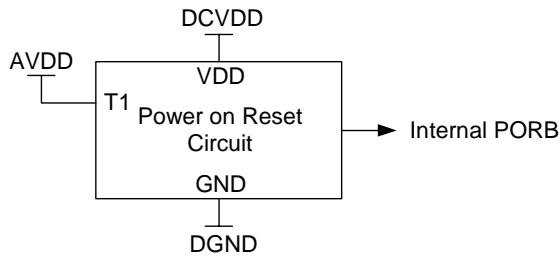 DCVDD
AVDD
VDD
T1
Power on Reset
Circuit
Internal PORB
GND
DGND